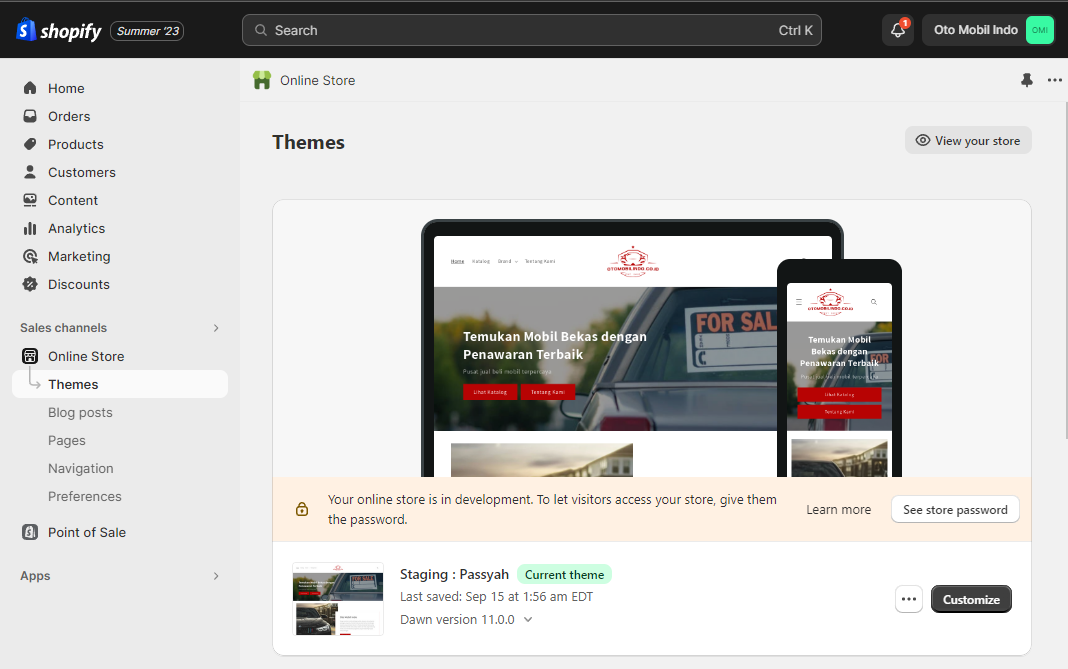 shopify
Summer '23
Search
Ctrl K
1
Oto Mobil Indo
OMI
Home
Orders
Products
Customers
Content
Analytics
Marketing
Discounts
Sales channels
Online Store
Themes
Blog posts
Pages
Navigation
Preferences
Point of Sale
Apps
Online Store
Themes
View your store
Home Katalog Brand Tentang Kami
OTOMOBILINDO.CO.ID
FOR SAL
Temukan Mobil Bekas dengan
Penawaran Terbaik
Pusat jual beli mobil terpercaya
Lihat Katalog
Tentang Kami
OTOMOBILINDO.CO.ID
FOR
Temukan Mobil
Bekas dengan
Penawaran Terbaik
Pusat jual beli mobil terpercaya
Lihat Katalog
Tentang Kami
Your online store is in development. To let visitors access your store, give them
the password.
Learn more
See store password
Staging : Passyah
Current theme
Last saved: Sep 15 at 1:56 am EDT
Dawn version 11.0.0
Customize